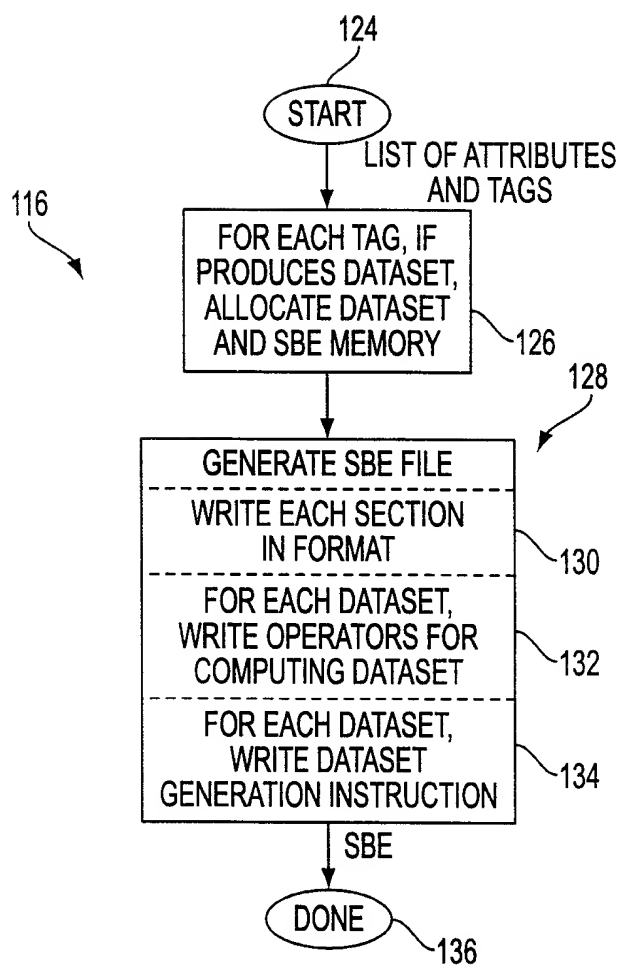 124
START
LIST OF ATTRIBUTES
AND TAGS
116
FOR EACH TAG, IF
PRODUCES DATASET,
ALLOCATE DATASET
AND SBE MEMORY
126
128
GENERATE SBE FILE
WRITE EACH SECTION
IN FORMAT
130
FOR EACH DATASET,
WRITE OPERATORS FOR
COMPUTING DATASET
132
FOR EACH DATASET,
WRITE DATASET
GENERATION INSTRUCTION
134
SBE
DONE
136